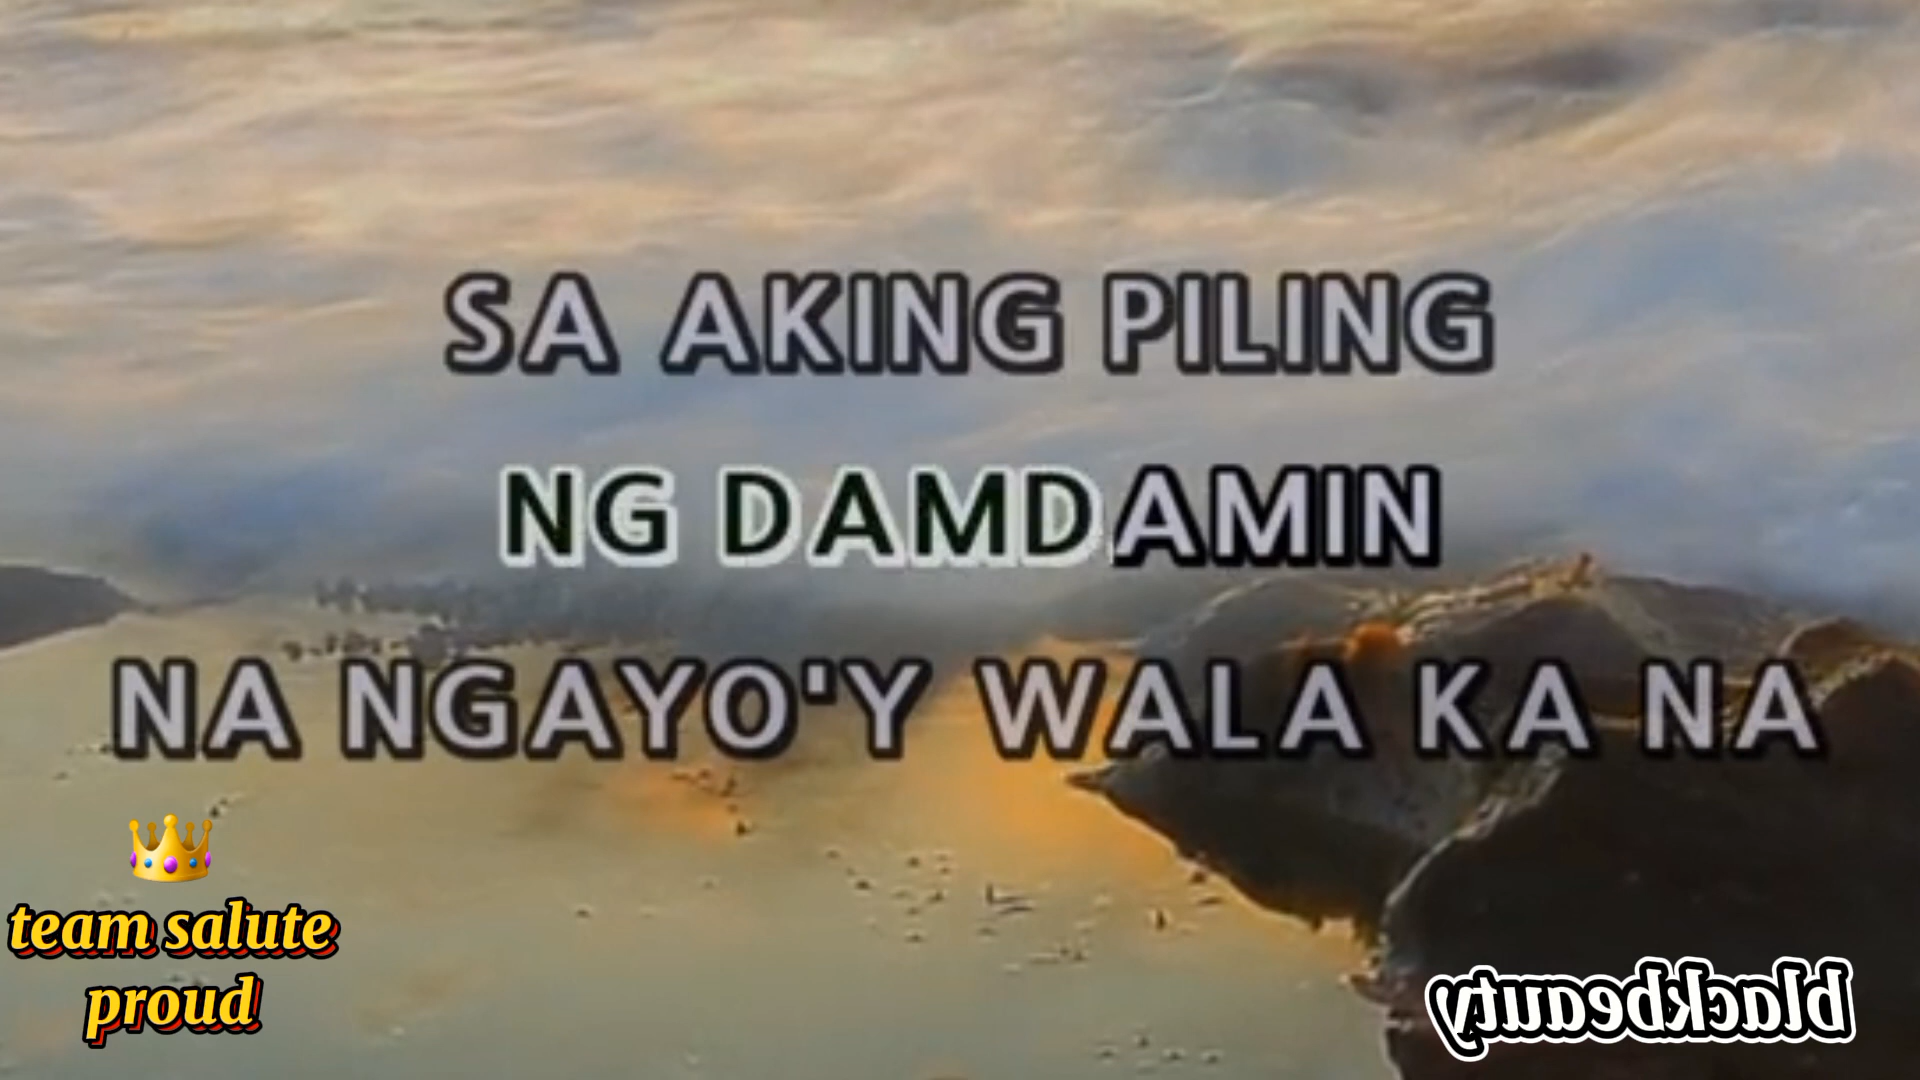 SA AKING PILING
NG DAMDAMIN
NA NGAYO'Y WALA KA NA
team salute
proud
blackbeauty